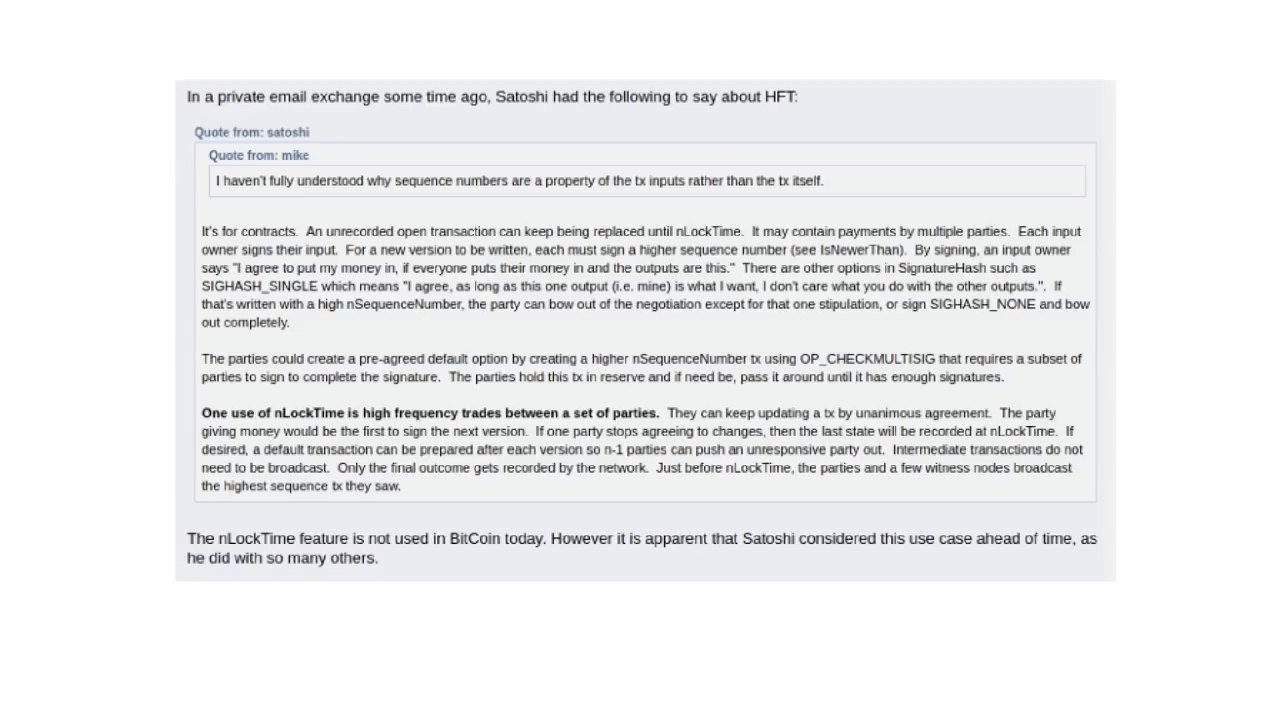 In a private email exchange some time ago, Satoshi had the following to say about HFT:
Quote from: satoshi
Quote from: mike
I haven't fully understood why sequence numbers are a property of the tx inputs rather than the tx itself.
It's for contracts.  An unrecorded open transaction can keep being replaced until nLockTime.  It may contain payments by multiple parties.  Each input
owner signs their input.  For a new version to be written, each must sign a higher sequence number (see IsNewerThan).  By signing, an input owner
says "I agree to put my money in, if everyone puts their money in and the outputs are this."  There are other options in SignatureHash such as
SIGHASH_SINGLE which means "I agree, as long as this one output (i.e. mine) is what I want, I don't care what you do with the other outputs.".  If
that's written with a high nSequenceNumber, the party can bow out of the negotiation except for that one stipulation, or sign SIGHASH_NONE and bow
out completely.
The parties could create a pre-agreed default option by creating a higher nSequenceNumber tx using OP_CHECKMULTISIG that requires a subset of
parties to sign to complete the signature.  The parties hold this tx in reserve and if need be, pass it around until it has enough signatures.
One use of nLockTime is high frequency trades between a set of parties.  They can keep updating a tx by unanimous agreement.  The party
giving money would be the first to sign the next version.  If one party stops agreeing to changes, then the last state will be recorded at nLockTime.  If
desired, a default transaction can be prepared after each version so n-1 parties can push an unresponsive party out.  Intermediate transactions do not
need to be broadcast.  Only the final outcome gets recorded by the network.  Just before nLockTime, the parties and a few witness nodes broadcast
the highest sequence tx they saw.
The nLockTime feature is not used in BitCoin today. However it is apparent that Satoshi considered this use case ahead of time, as
he did with so many others.